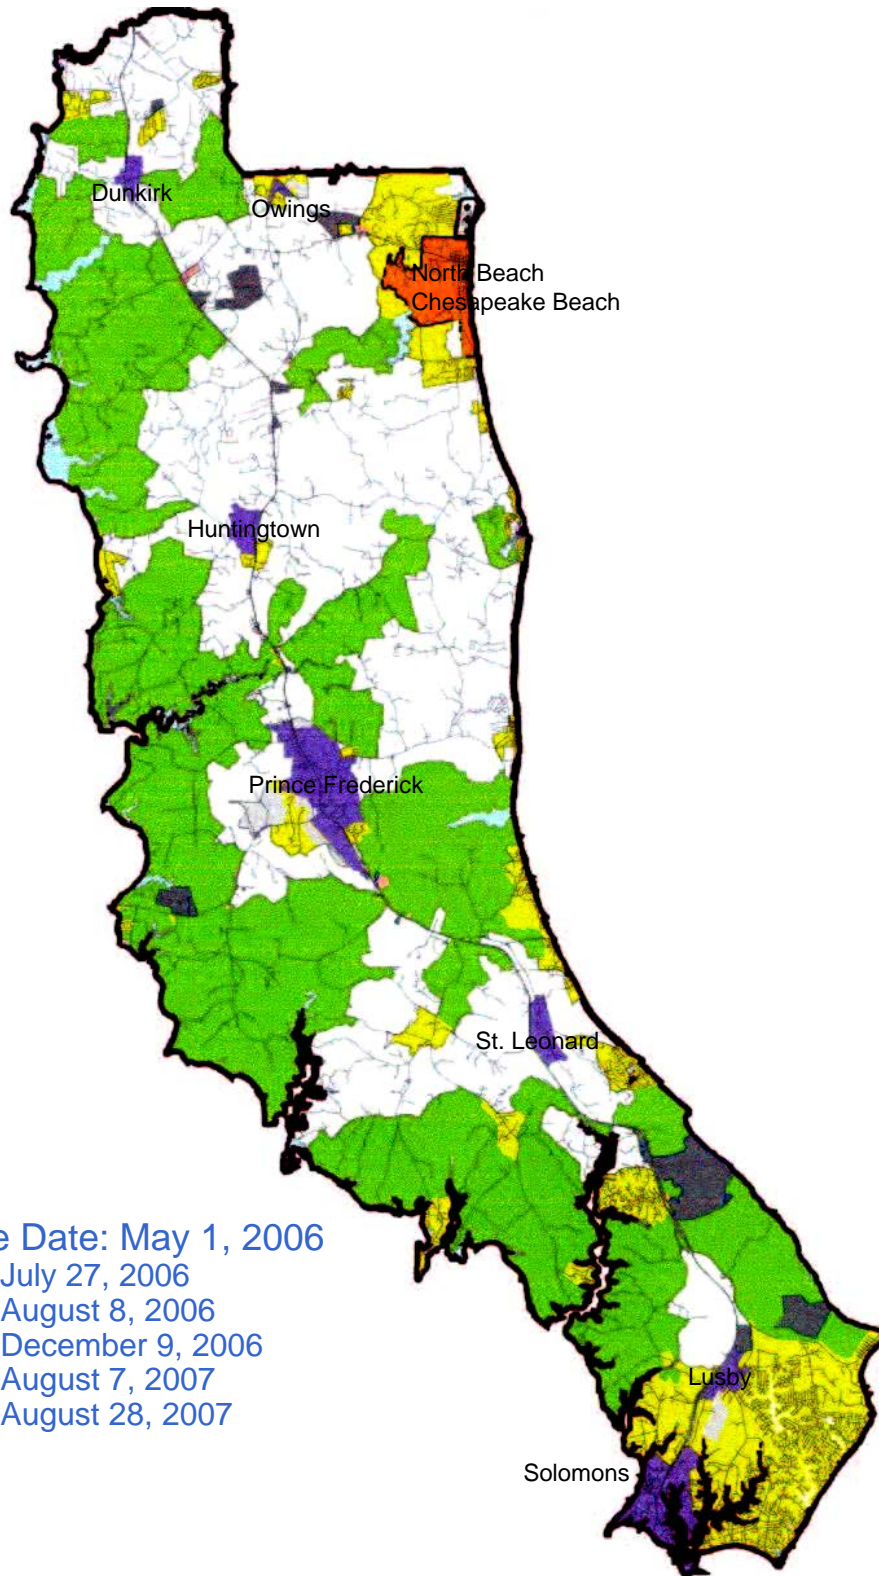 Dunkirk
Owings
North Beach
Chesapeake Beach
Huntingtown
Prince Frederick
St. Leonard
e Date: May 1, 2006
July 27, 2006
August 8, 2006
December 9, 2006
August 7, 2007
August 28, 2007
Lusby
Solomons